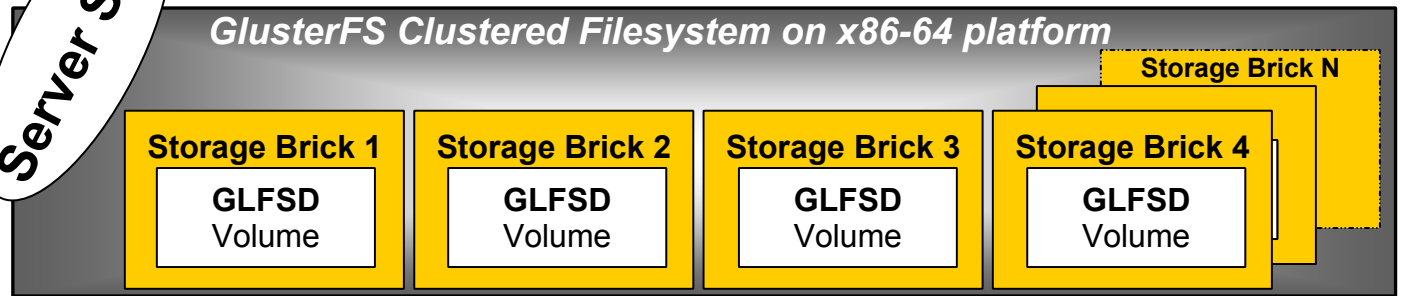 Server S
GlusterFS Clustered Filesystem on x86-64 platform
Storage Brick N
Storage Brick 1
GLFSD
Volume
Storage Brick 2
GLFSD
Volume
Storage Brick 3
GLFSD
Volume
Storage Brick 4
GLFSD
Volume